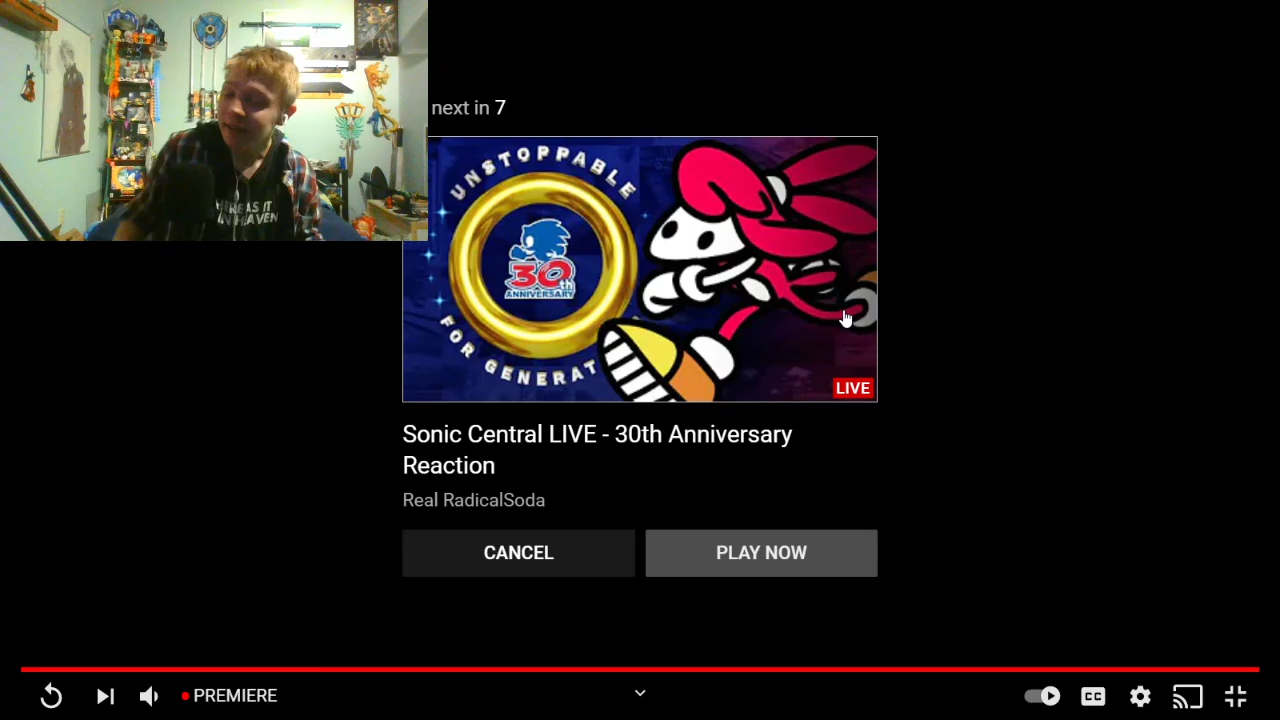 next in 7
UNSTOPPABLE
30th
ANNIVERSARY
FOR GENERAT
LIVE
Sonic Central LIVE - 30th Anniversary
Reaction
Real RadicalSoda
CANCEL
PLAY NOW
PREMIERE
CC